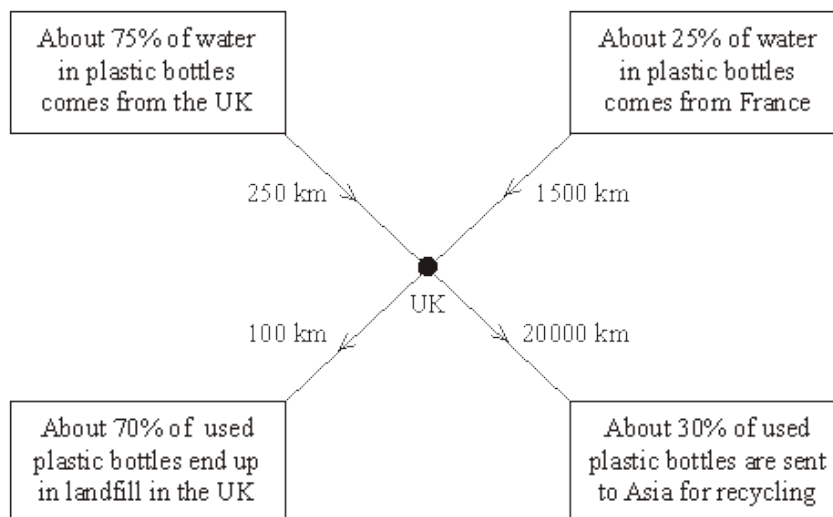 About 75% of water
in plastic bottles
comes from the UK
About 25% of water
in plastic bottles
comes from France
250 km
1500 km
UK
100 km
20000 km
About 70% of used
plastic bottles end up
in landfill in the UK
About 30% of used
plastic bottles are sent
to Asia for recycling